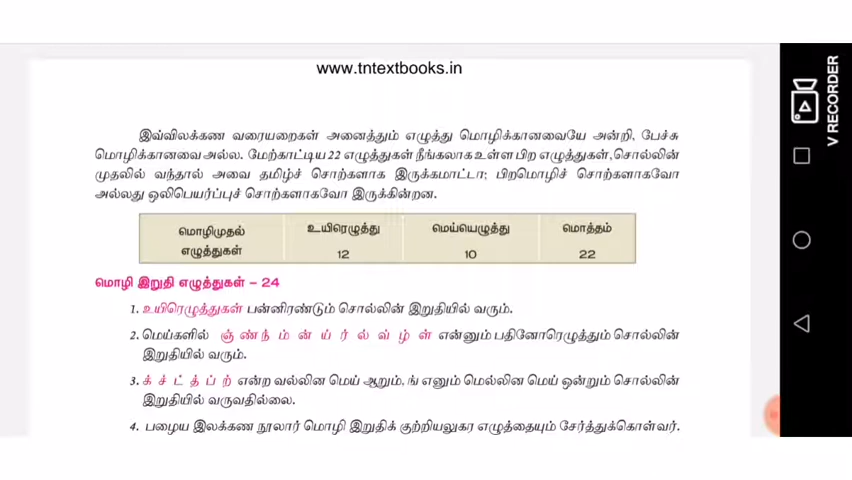 www.tntextbooks.in
இவ்விலக்கண வரையறைகள் அனைத்தும் எழுத்து மொழிக்கானவையே அன்றி, பேச்சு
மொழிக்கானவை அல்ல. மேற்காட்டிய 22 எழுத்துகள் நீங்கலாக உள்ள பிற எழுத்துகள், சொல்லின்
முதலில் வந்தால் அவை தமிழ்ச் சொற்களாக இருக்கமாட்டா; பிறமொழிச் சொற்களாகவோ
அல்லது ஒலிபெயர்ப்புச் சொற்களாகவோ இருக்கின்றன.
மொழிமுதல் எழுத்துகள் உயிரெழுத்து மெய்யெழுத்து மொத்தம்
12 10 22
மொழி இறுதி எழுத்துகள் – 24
1. உயிரெழுத்துகள் பன்னிரண்டும் சொல்லின் இறுதியில் வரும்.
2. மெய்களில் ஞ் ண் ந் ம் ன் ய் ர் ல் வ் ழ் ள் என்னும் பதினோரெழுத்தும் சொல்லின்
இறுதியில் வரும்.
3. க் ச் ட் த் ப் ற் என்ற வல்லின மெய் ஆறும், ங் எனும் மெல்லின மெய் ஒன்றும் சொல்லின்
இறுதியில் வருவதில்லை.
4. பழைய இலக்கண நூலார் மொழி இறுதிக் குற்றியலுகர எழுத்தையும் சேர்த்துக்கொள்வர்.
V RECORDER